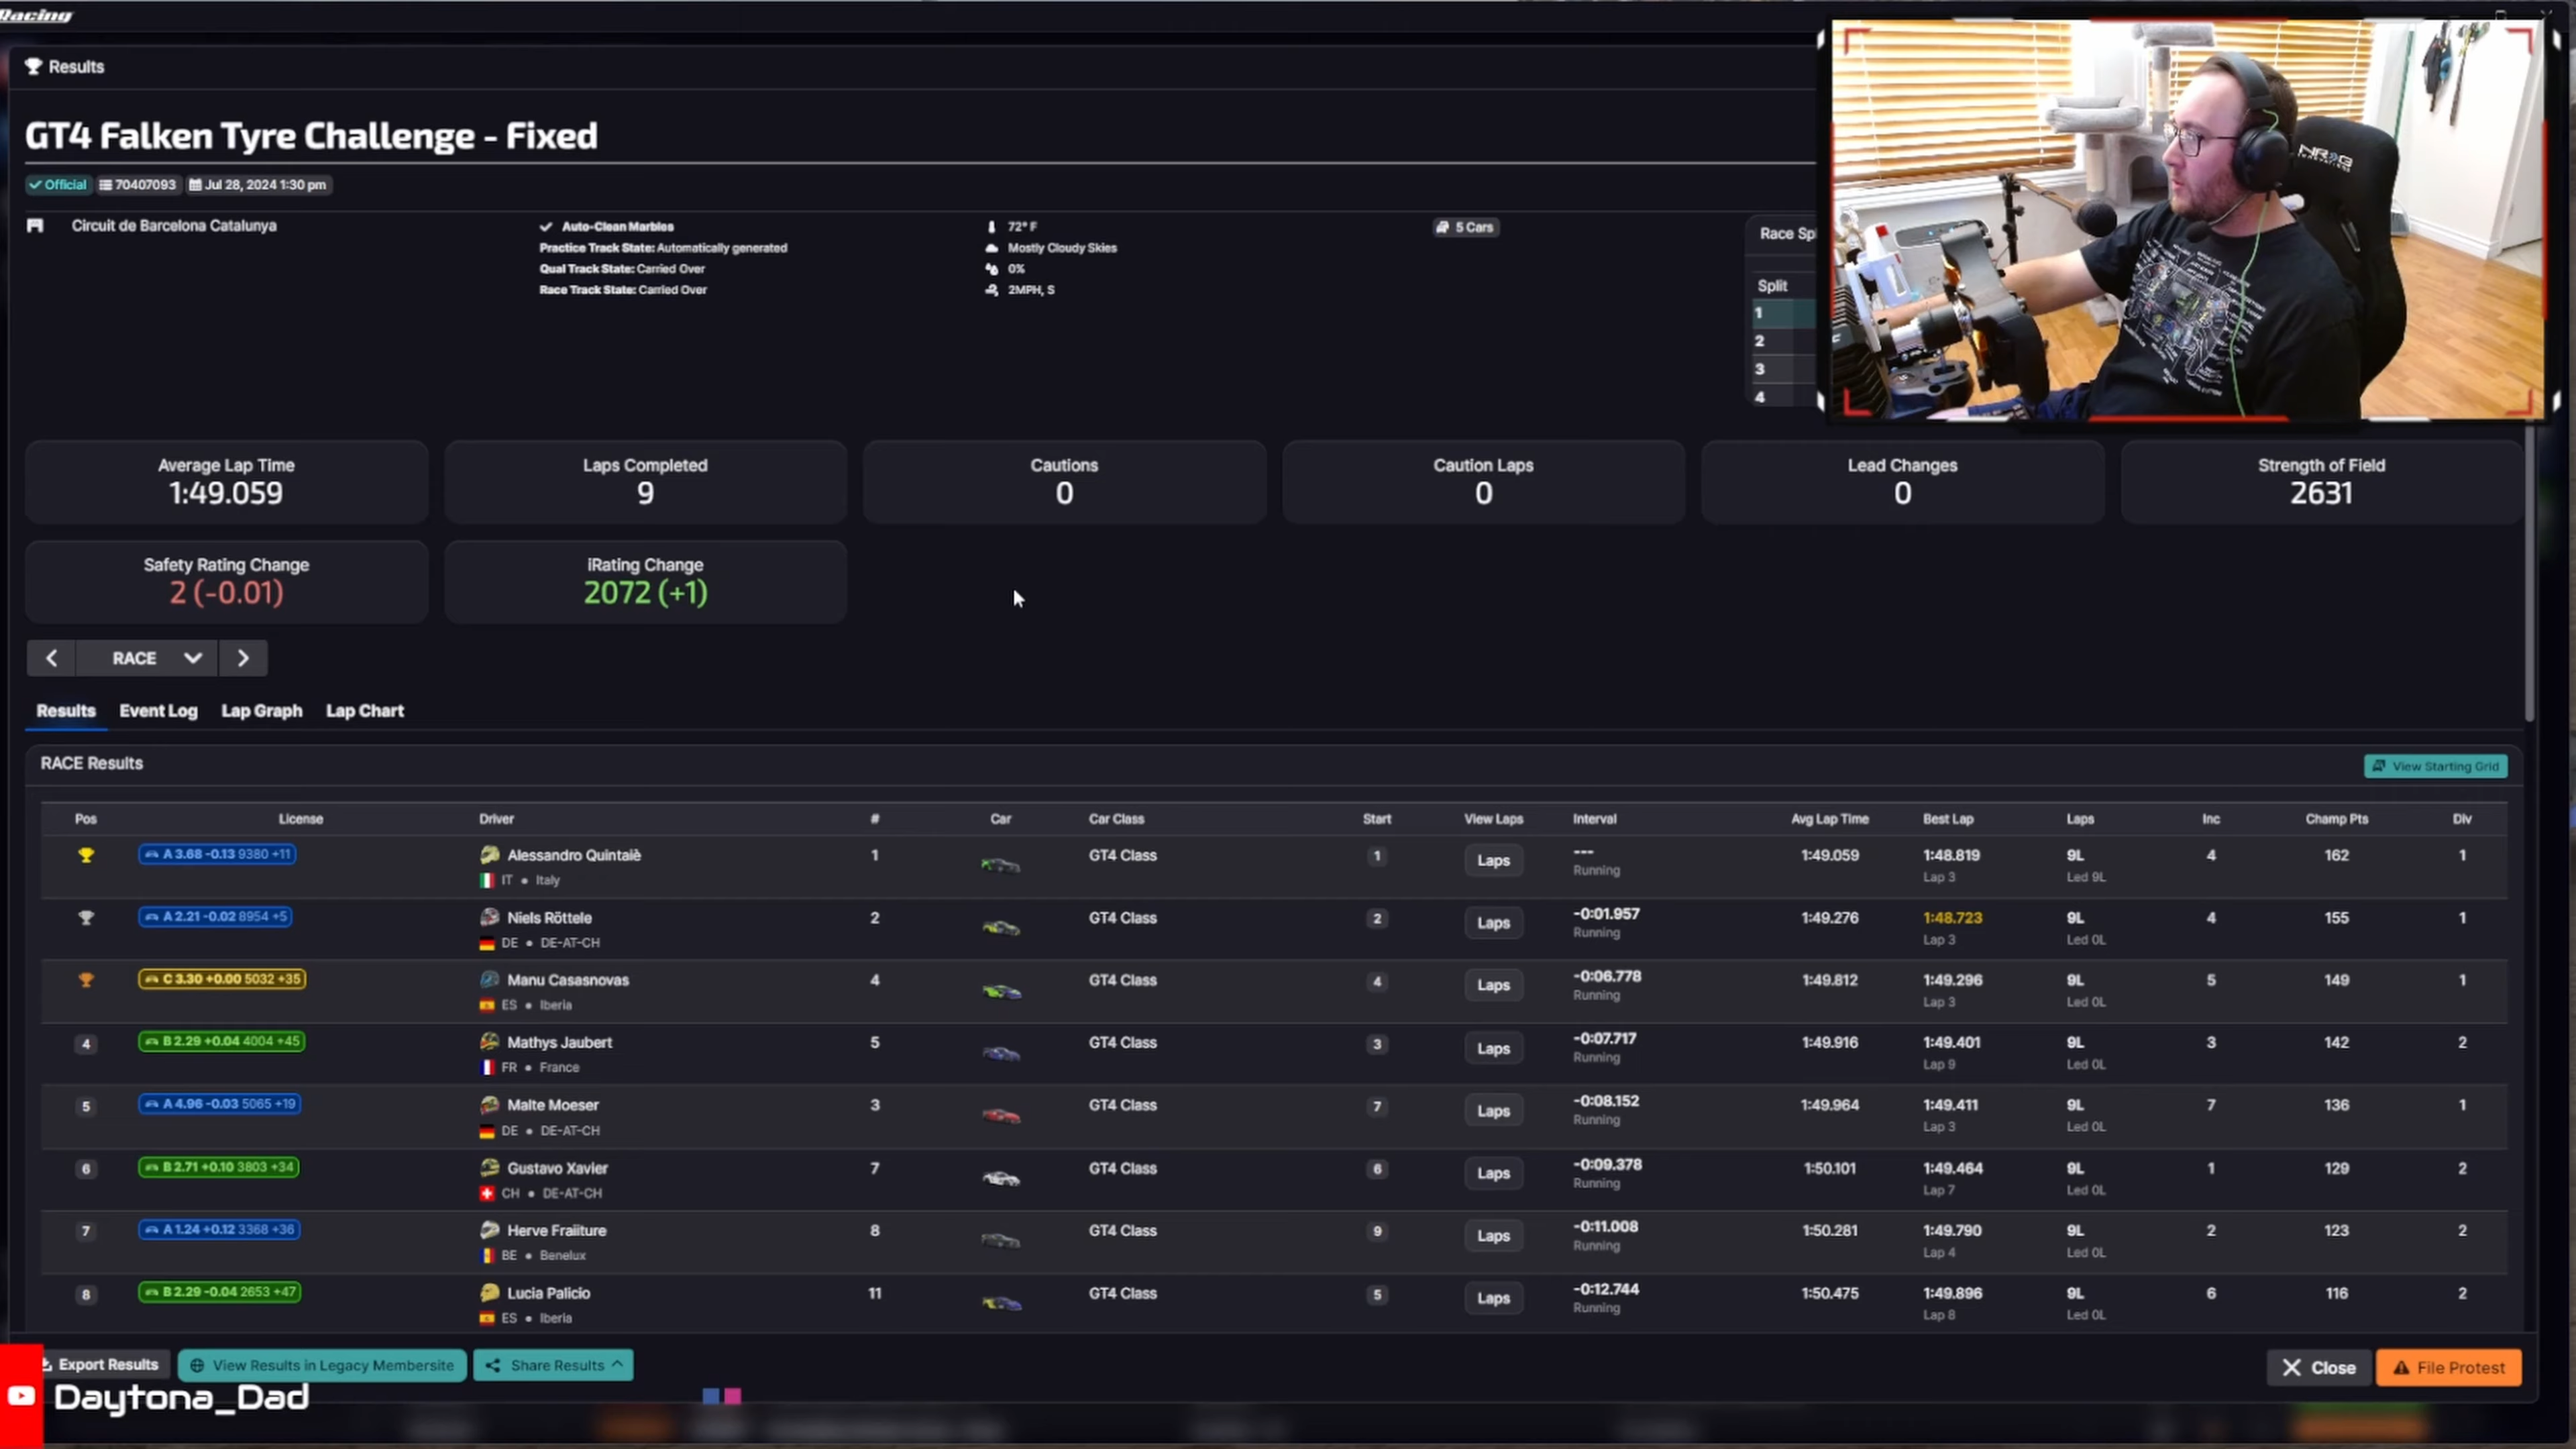 Racing
Results
GT4 Falken Tyre Challenge - Fixed
Official 70407093 Jul 28, 2024 1:30 pm
Circuit de Barcelona Catalunya
Auto-Clean Marbles
Practice Track State: Automatically generated
Qual Track State: Carried Over
Race Track State: Carried Over
72° F
Mostly Cloudy Skies
0%
2MPH, S
5 Cars
Race Spl
Split
1
2
3
4
NRG
Average Lap Time
1:49.059
Laps Completed
9
Cautions
0
Caution Laps
0
Lead Changes
0
Strength of Field
2631
Safety Rating Change
2 (-0.01)
iRating Change
2072 (+1)
RACE
Results Event Log Lap Graph Lap Chart
RACE Results
View Starting Grid
Pos License Driver # Car Car Class Start View Laps Interval Avg Lap Time Best Lap Laps Inc Champ Pts Div
A 3.68 -0.13 9380 +11 Alessandro Quintaiè 1 GT4 Class 1 Laps --- 1:49.059 1:48.819 9L 4 162 1
IT • Italy Running Lap 3 Led 9L
A 2.21 -0.02 8954 +5 Niels Röttele 2 GT4 Class 2 Laps -0:01.957 1:49.276 1:48.723 9L 4 155 1
DE • DE-AT-CH Running Lap 3 Led 0L
C 3.30 +0.00 5032 +35 Manu Casasnovas 4 GT4 Class 4 Laps -0:06.778 1:49.812 1:49.296 9L 5 149 1
ES • Iberia Running Lap 3 Led 0L
4 B 2.29 +0.04 4004 +45 Mathys Jaubert 5 GT4 Class 3 Laps -0:07.717 1:49.916 1:49.401 9L 3 142 2
FR • France Running Lap 9 Led 0L
5 A 4.96 -0.03 5065 +19 Malte Moeser 3 GT4 Class 7 Laps -0:08.152 1:49.964 1:49.411 9L 7 136 1
DE • DE-AT-CH Running Lap 3 Led 0L
6 B 2.71 +0.10 3803 +34 Gustavo Xavier 7 GT4 Class 6 Laps -0:09.378 1:50.101 1:49.464 9L 1 129 2
CH • DE-AT-CH Running Lap 7 Led 0L
7 A 1.24 +0.12 3368 +36 Herve Fraiiture 8 GT4 Class 9 Laps -0:11.008 1:50.281 1:49.790 9L 2 123 2
BE • Benelux Running Lap 4 Led 0L
8 B 2.29 -0.04 2653 +47 Lucia Palicio 11 GT4 Class 5 Laps -0:12.744 1:50.475 1:49.896 9L 6 116 2
ES • Iberia Running Lap 8 Led 0L
Export Results View Results in Legacy Membersite Share Results Close File Protest
Daytona_Dad